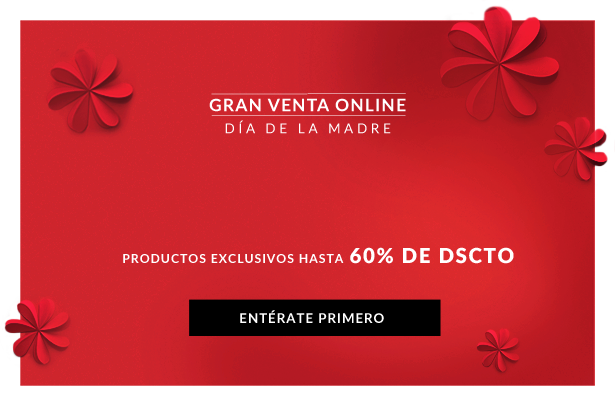 GRAN VENTA ONLINE
DÍA DE LA MADRE
PRODUCTOS EXCLUSIVOS HASTA 60% DE DSCTO
ENTÉRATE PRIMERO